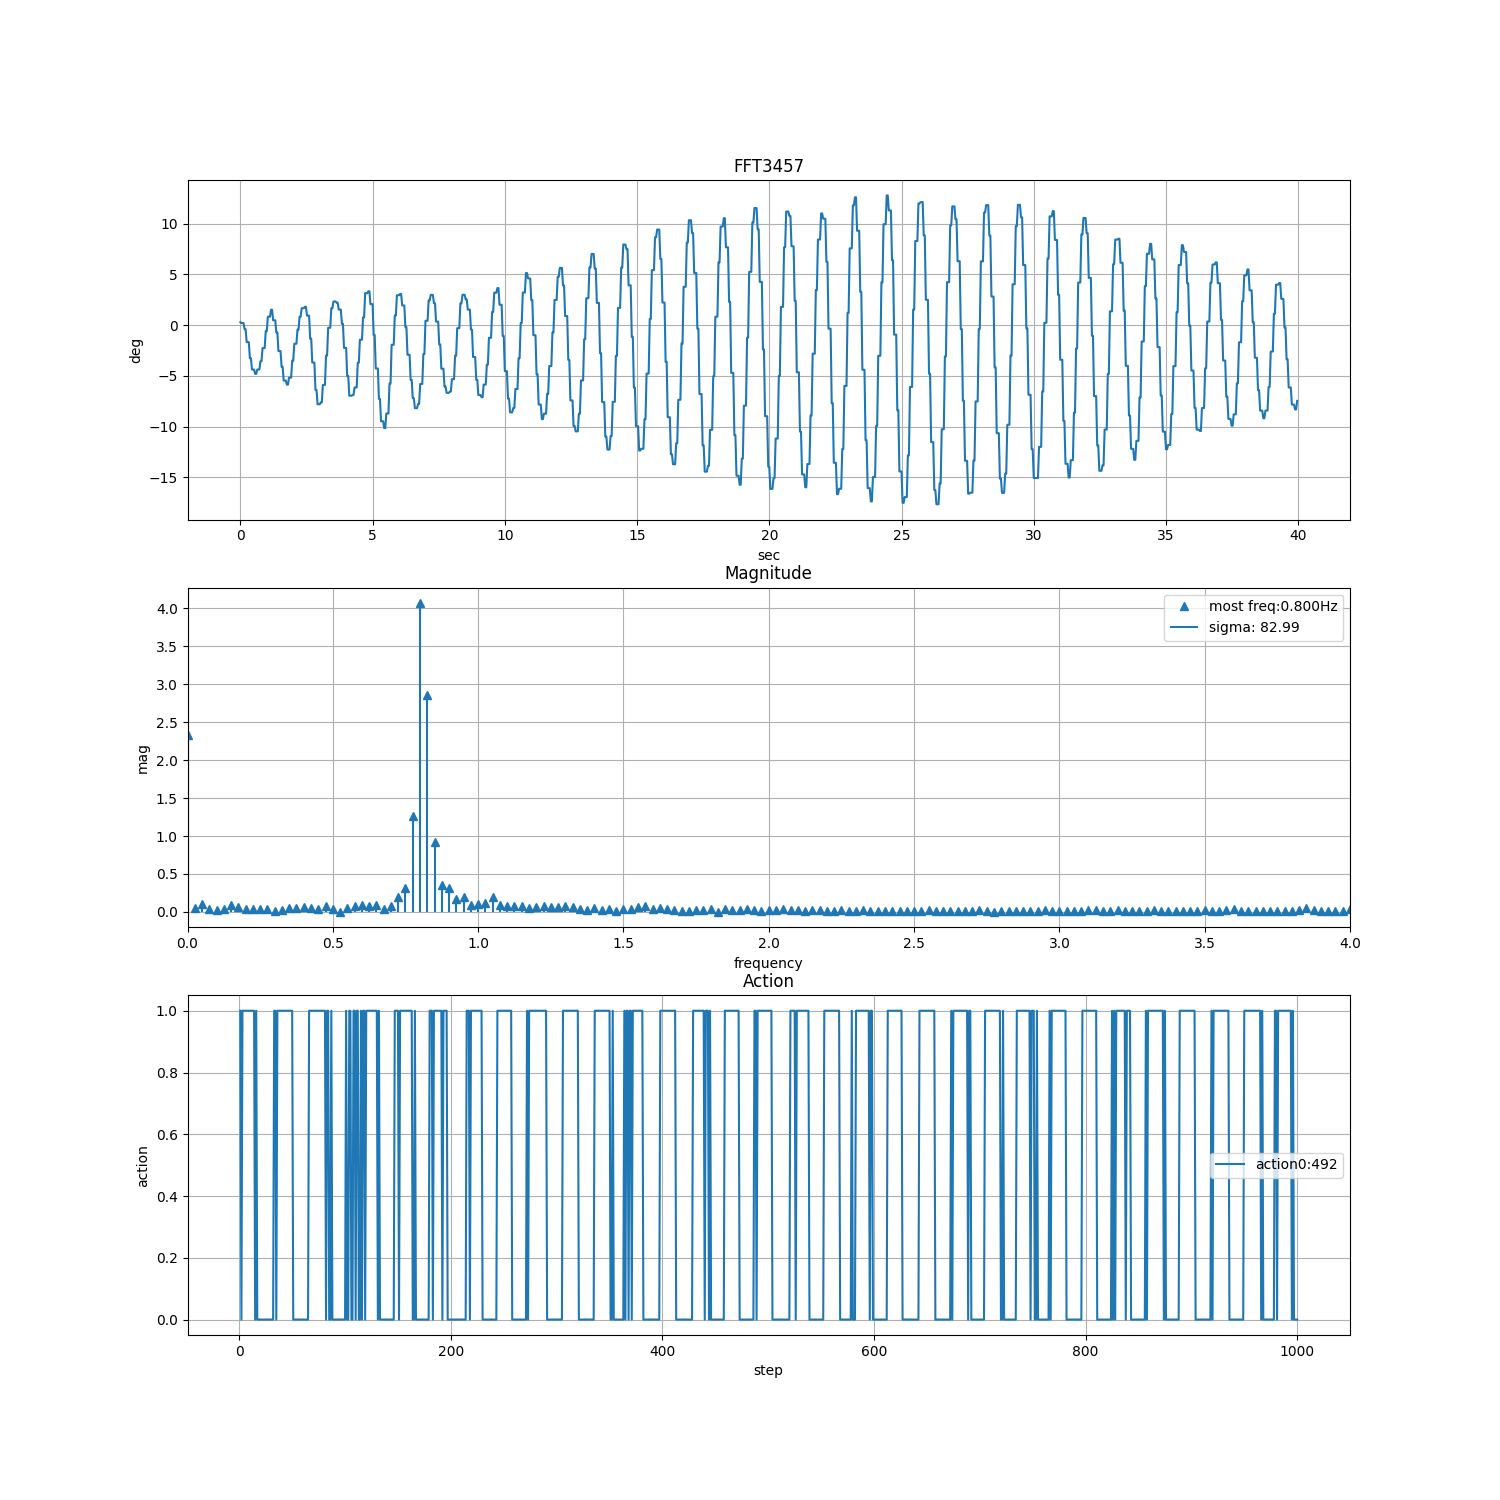 FFT3457
10
5
0
−5
−10
−15
deg
0 5 10 15 20 25 30 35 40
sec
Magnitude
4.0
3.5
3.0
2.5
2.0
1.5
1.0
0.5
0.0
mag
most freq:0.800Hz
sigma: 82.99
0.0 0.5 1.0 1.5 2.0 2.5 3.0 3.5 4.0
frequency
Action
1.0
0.8
0.6
0.4
0.2
0.0
action
action0:492
0 200 400 600 800 1000
step